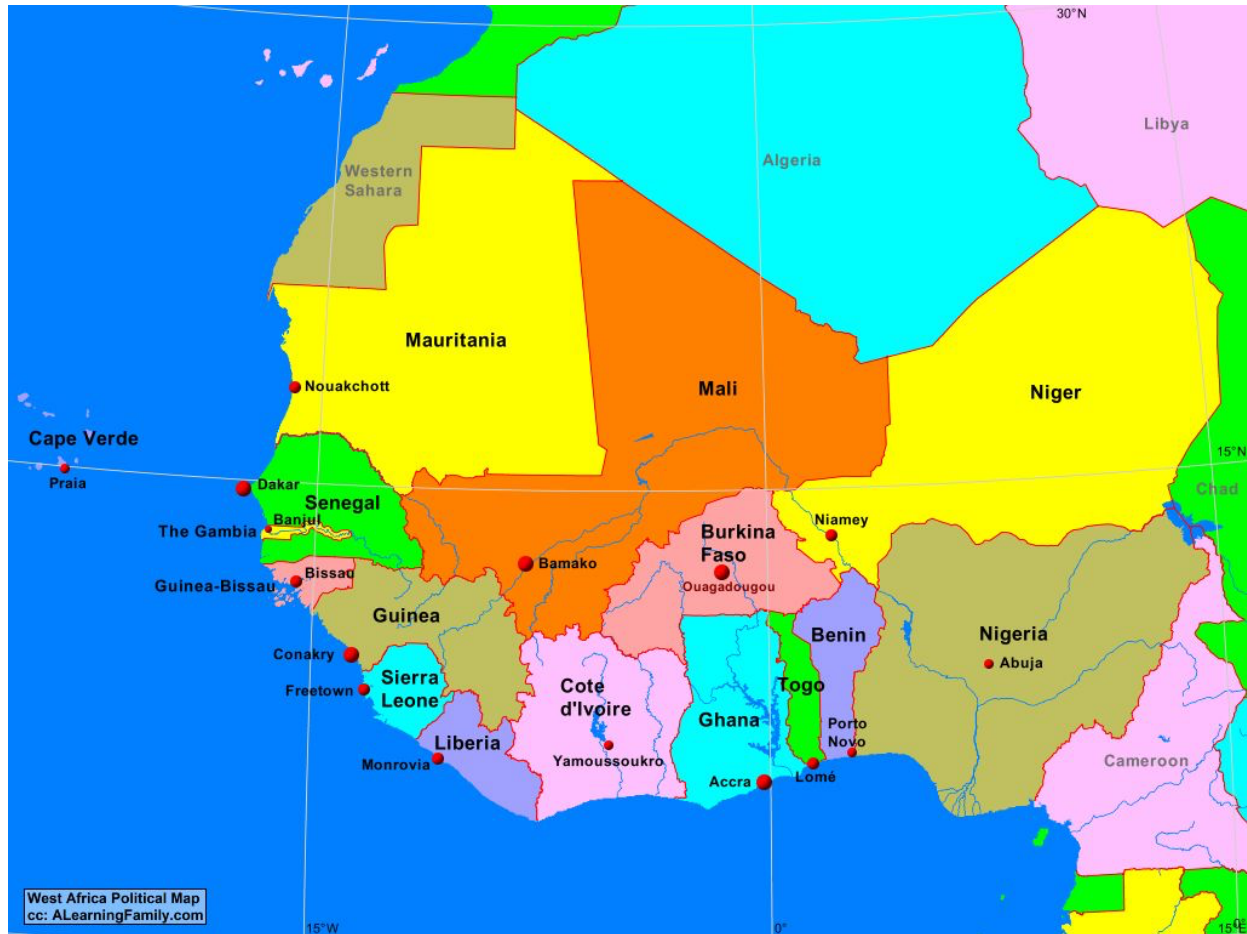 30°N
Libya
Algeria
Western
Sahara
Mauritania
Nouakchott
Mali
Niger
Cape Verde
Praia
15°N
Chad
Dakar
Senegal
Banjul
The Gambia
Niamey
Burkina
Faso
Ouagadougou
Bamako
Bissau
Guinea-Bissau
Guinea
Benin
Nigeria
Abuja
Conakry
Sierra
Leone
Freetown
Cote
d'Ivoire
Togo
Ghana
Porto
Novo
Liberia
Monrovia
Yamoussoukro
Lomé
Accra
Cameroon
West Africa Political Map
cc: ALearningFamily.com
15°W
0°
0°
15°E